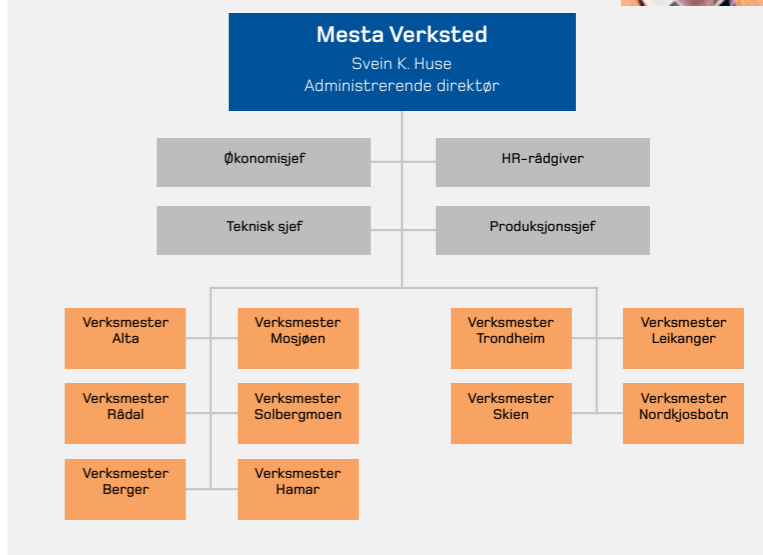 Mesta Verksted
Svein K. Huse
Administrerende direktør
Økonomisjef
HR-rådgiver
Teknisk sjef
Produksjonssjef
Verksmester
Alta
Verksmester
Mosjøen
Verksmester
Trondheim
Verksmester
Leikanger
Verksmester
Rådal
Verksmester
Solbergmoen
Verksmester
Skien
Verksmester
Nordkjosbotn
Verksmester
Berger
Verksmester
Hamar